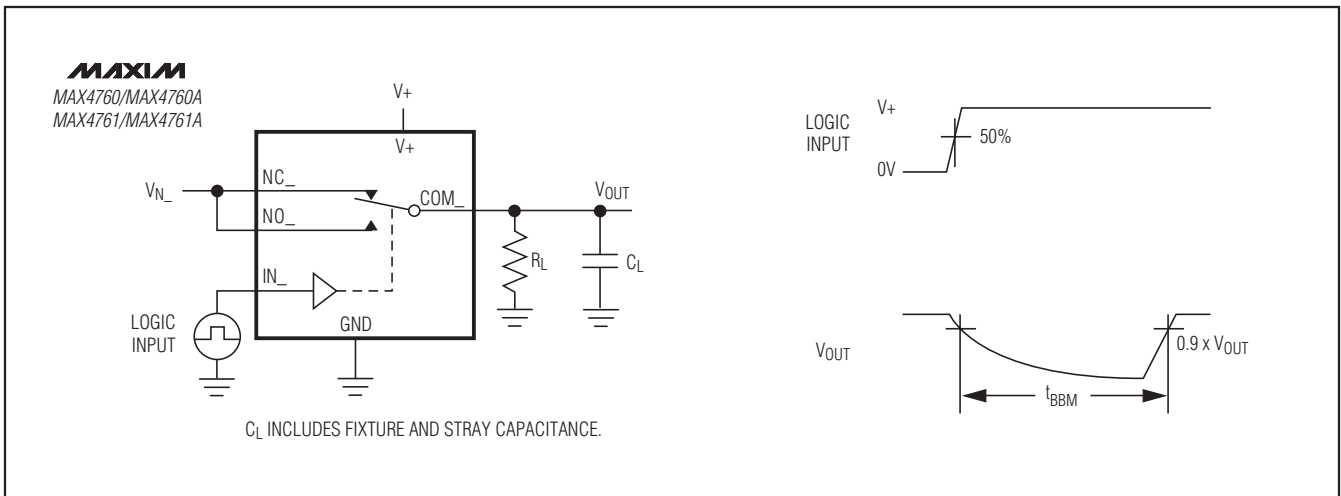 MAXIM
MAX4760/MAX4760A
MAX4761/MAX4761A
V+
V+
V_N_
NC_
NO_
COM_
V_OUT
R_L
C_L
IN_
GND
LOGIC
INPUT
C_L INCLUDES FIXTURE AND STRAY CAPACITANCE.
LOGIC
INPUT
V+
0V
50%
V_OUT
0.9 x V_OUT
t_BBM